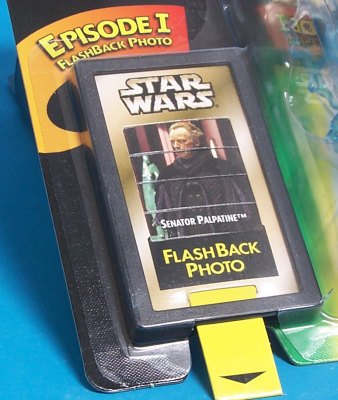 EPISODE I
FLASHBACK PHOTO
STAR
WARS
SENATOR PALPATINE™
FLASHBACK
PHOTO